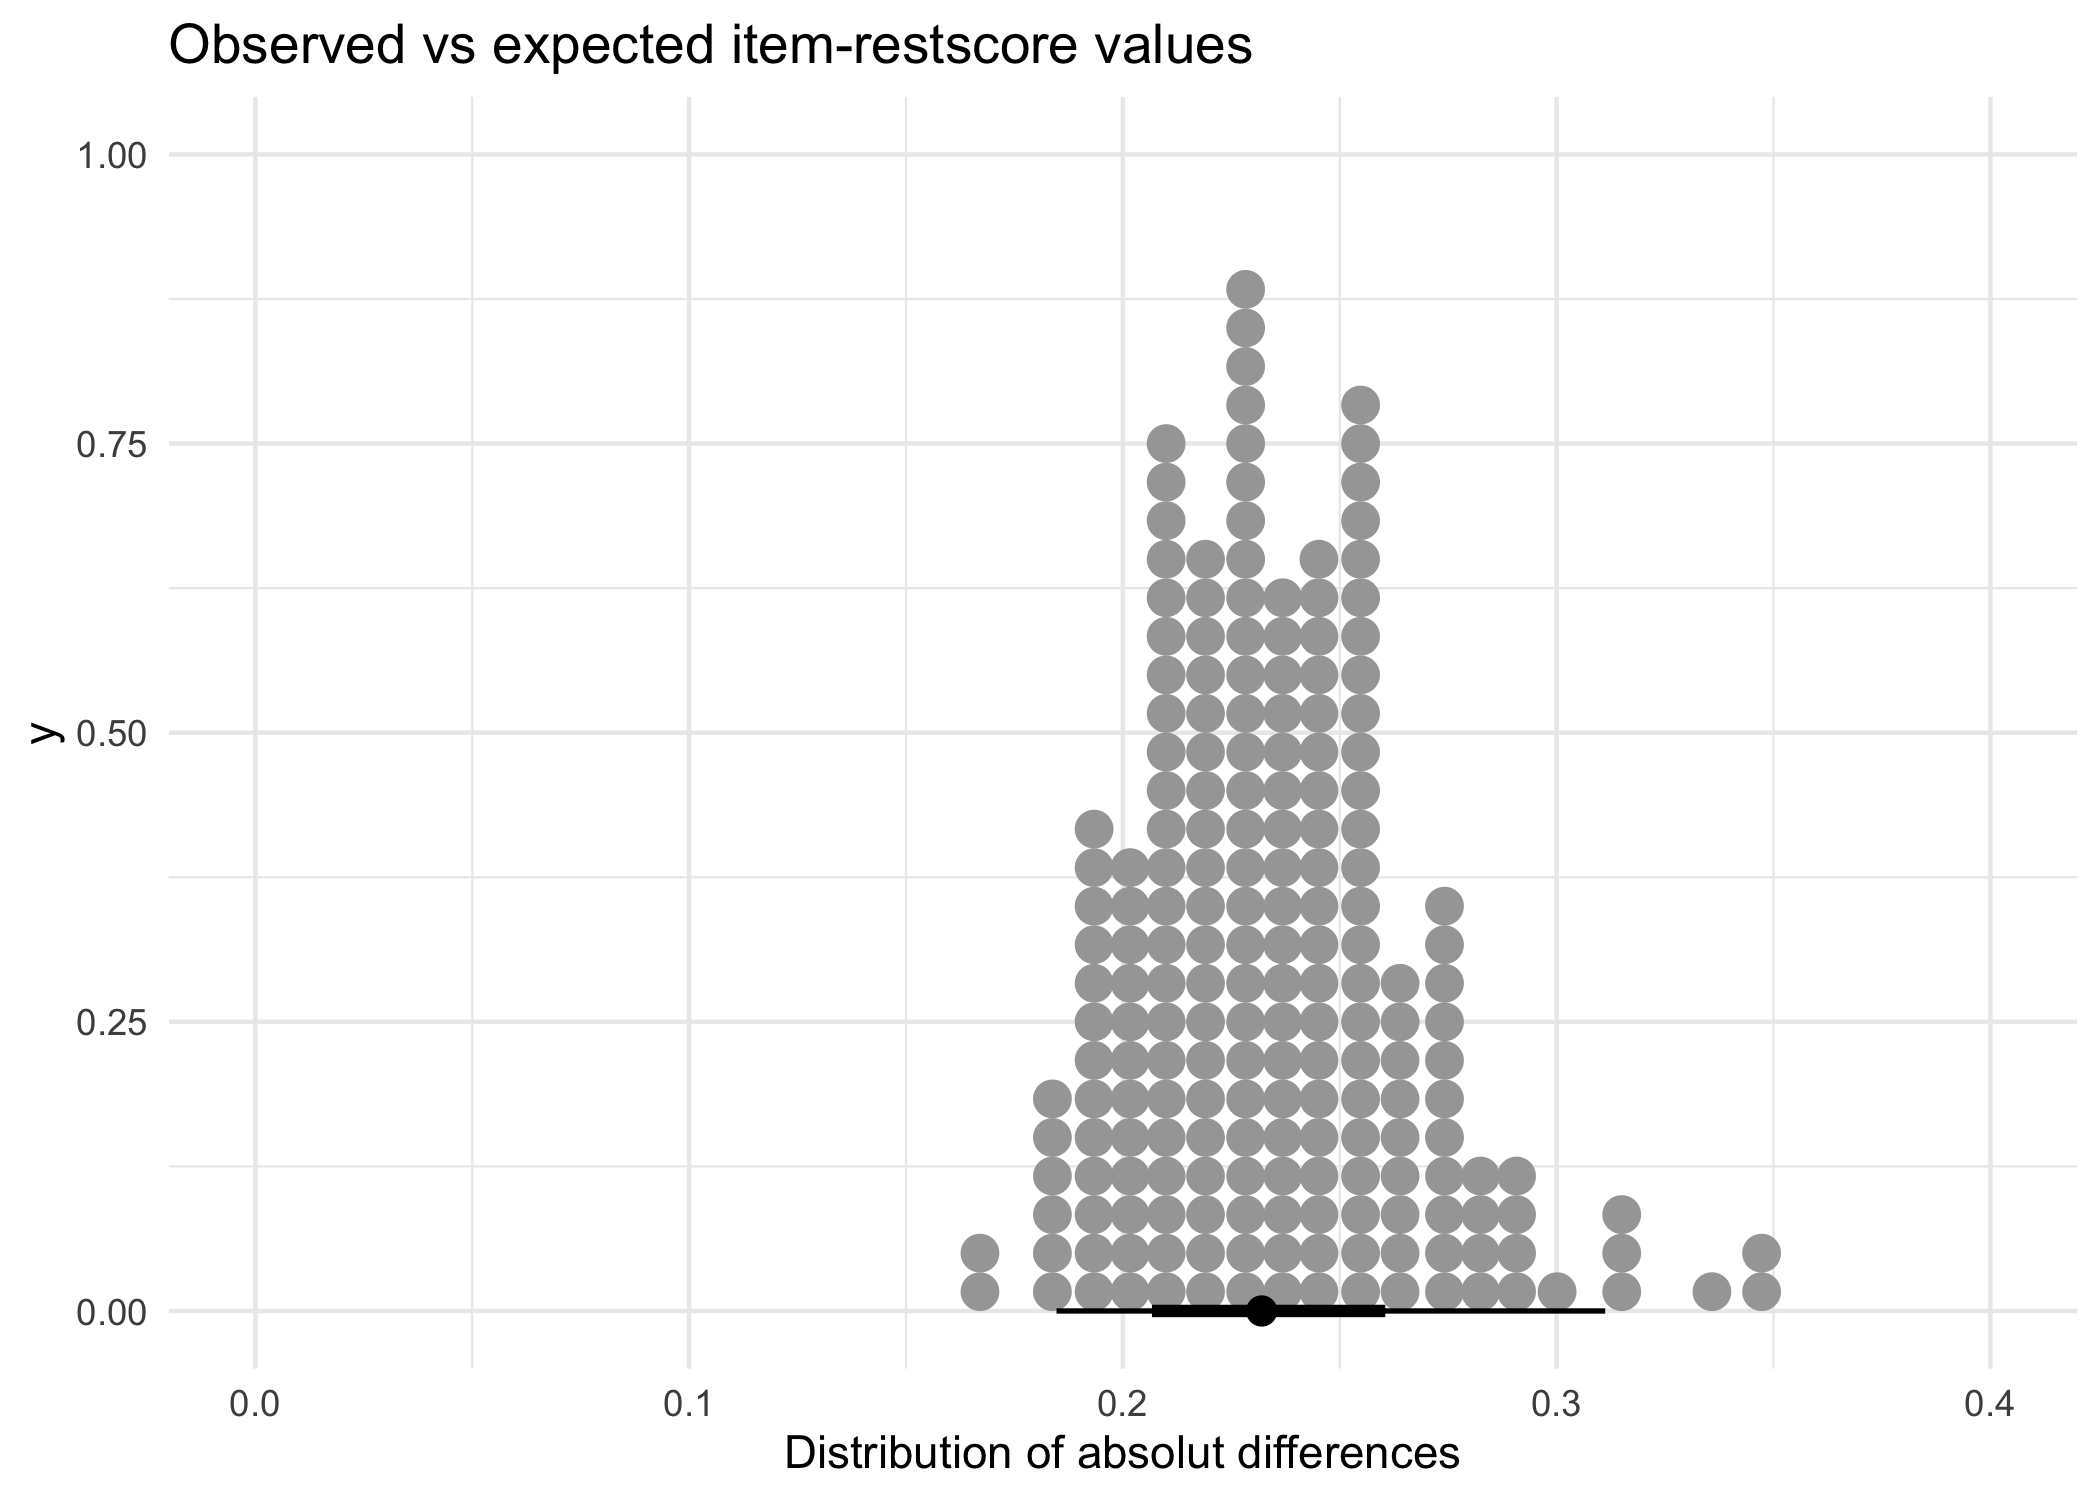 Observed vs expected item-restscore values
1.00
0.75
0.50
0.25
0.00
y
0.0 0.1 0.2 0.3 0.4
Distribution of absolut differences